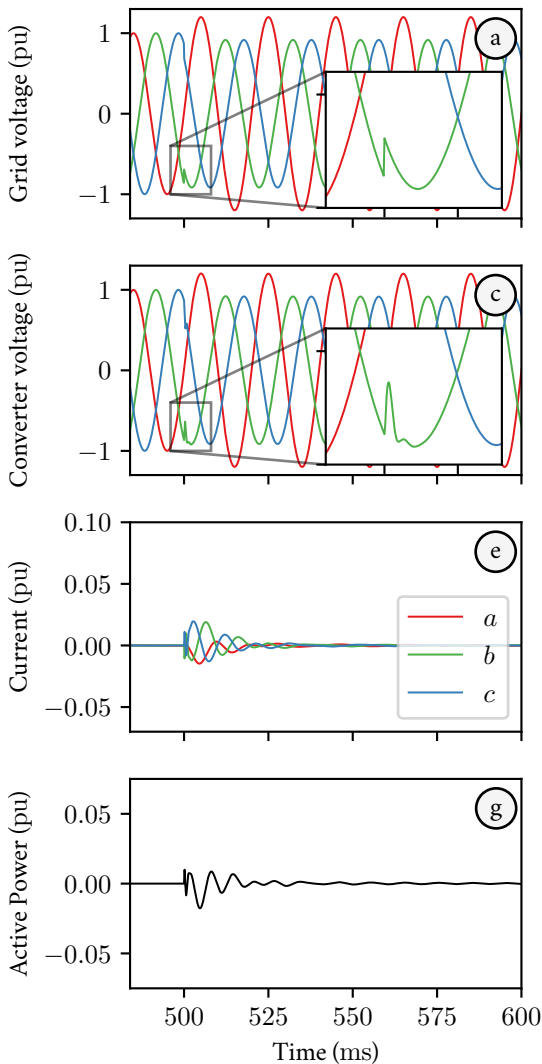 Grid voltage (pu)
1
0
−1
a
Converter voltage (pu)
1
0
−1
c
Current (pu)
0.10
0.05
0.00
−0.05
e
a
b
c
Active Power (pu)
0.05
0.00
−0.05
g
500
525
550
575
600
Time (ms)